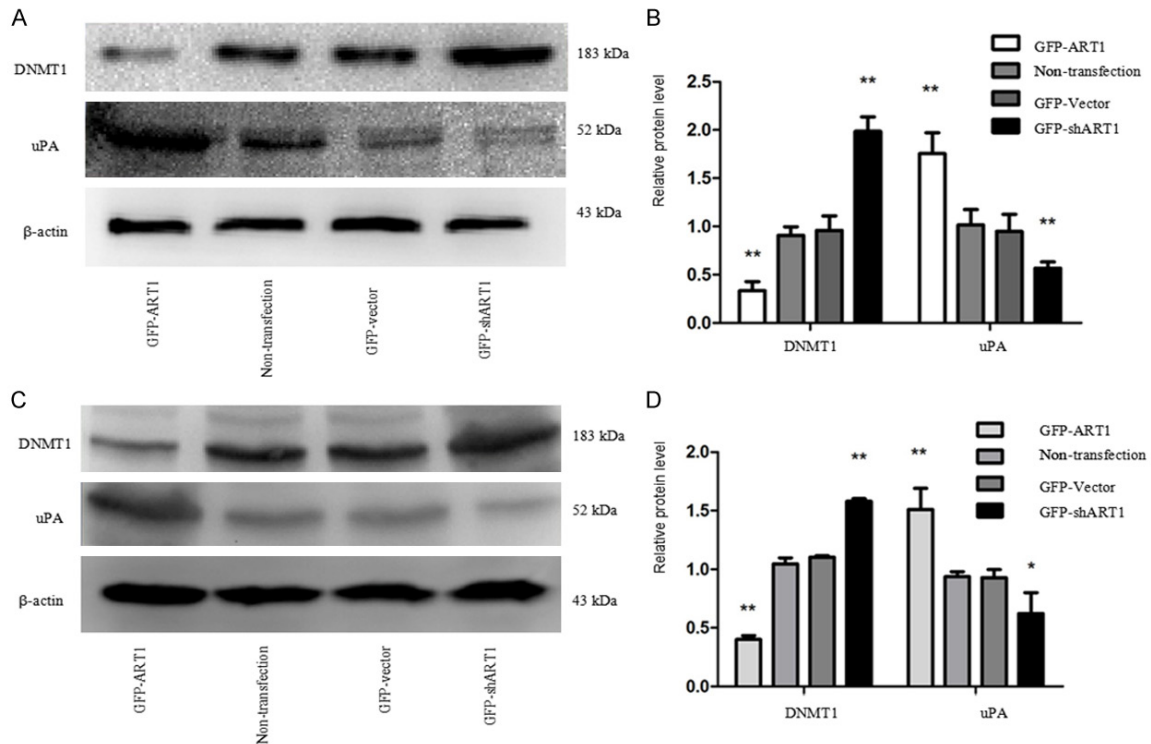 A
DNMT1
183 kDa
uPA
52 kDa
β-actin
43 kDa
GFP-ART1
Non-transfection
GFP-vector
GFP-shART1
B
GFP-ART1
Non-transfection
GFP-Vector
GFP-shART1
Relative protein level
2.5
2.0
1.5
1.0
0.5
0.0
** ** ** **
DNMT1 uPA
C
DNMT1
183 kDa
uPA
52 kDa
β-actin
43 kDa
GFP-ART1
Non-transfection
GFP-vector
GFP-shART1
D
GFP-ART1
Non-transfection
GFP-Vector
GFP-shART1
Relative protein level
2.0
1.5
1.0
0.5
0.0
** ** ** *
DNMT1 uPA